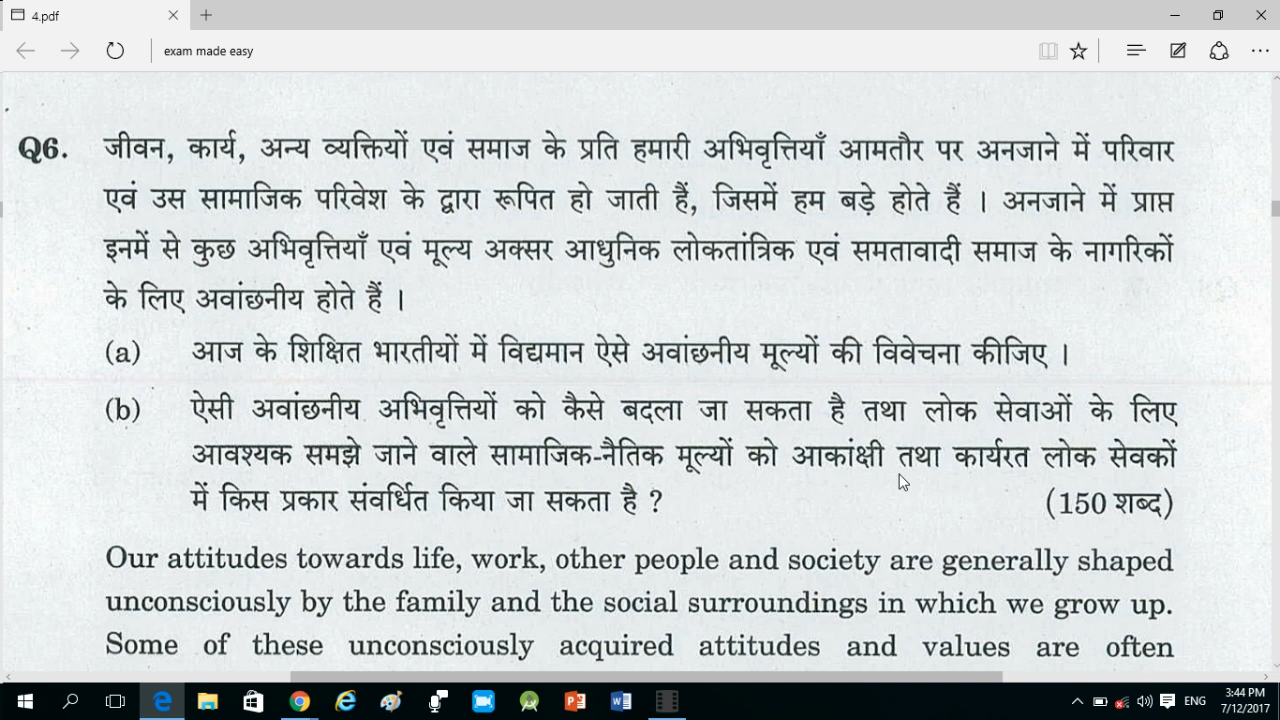 4.pdf
exam made easy
Q6. जीवन, कार्य, अन्य व्यक्तियों एवं समाज के प्रति हमारी अभिवृत्तियाँ आमतौर पर अनजाने में परिवार
एवं उस सामाजिक परिवेश के द्वारा रूपित हो जाती हैं, जिसमें हम बड़े होते हैं । अनजाने में प्राप्त
इनमें से कुछ अभिवृत्तियाँ एवं मूल्य अक्सर आधुनिक लोकतांत्रिक एवं समतावादी समाज के नागरिकों
के लिए अवांछनीय होते हैं ।
(a) आज के शिक्षित भारतीयों में विद्यमान ऐसे अवांछनीय मूल्यों की विवेचना कीजिए ।
(b) ऐसी अवांछनीय अभिवृत्तियों को कैसे बदला जा सकता है तथा लोक सेवाओं के लिए
आवश्यक समझे जाने वाले सामाजिक-नैतिक मूल्यों को आकांक्षी तथा कार्यरत लोक सेवकों
में किस प्रकार संवर्धित किया जा सकता है ? (150 शब्द)
Our attitudes towards life, work, other people and society are generally shaped
unconsciously by the family and the social surroundings in which we grow up.
Some of these unconsciously acquired attitudes and values are often
ENG
3:44 PM
7/12/2017